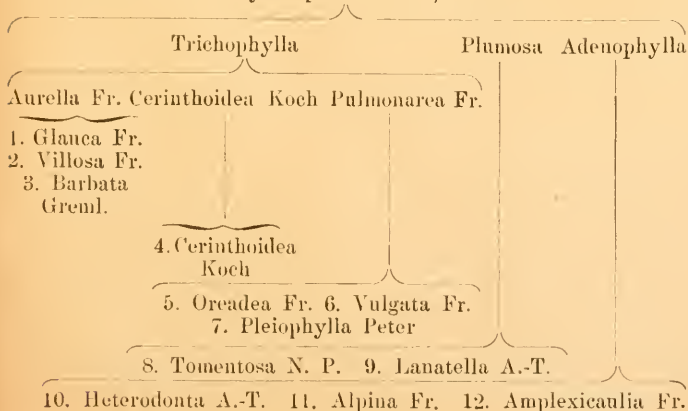 Trichophylla Plumosa Adenophylla
Aurella Fr. Cerinthoidea Koch Pulmonarea Fr.
1. Glauca Fr.
2. Villosa Fr.
3. Barbata
Greml.
4. Cerinthoidea
Koch
5. Oreadea Fr. 6. Vulgata Fr.
7. Pleiophylla Peter
8. Tomentosa N. P. 9. Lanatella A.-T.
10. Heterodonta A.-T. 11. Alpina Fr. 12. Amplexicaulia Fr.